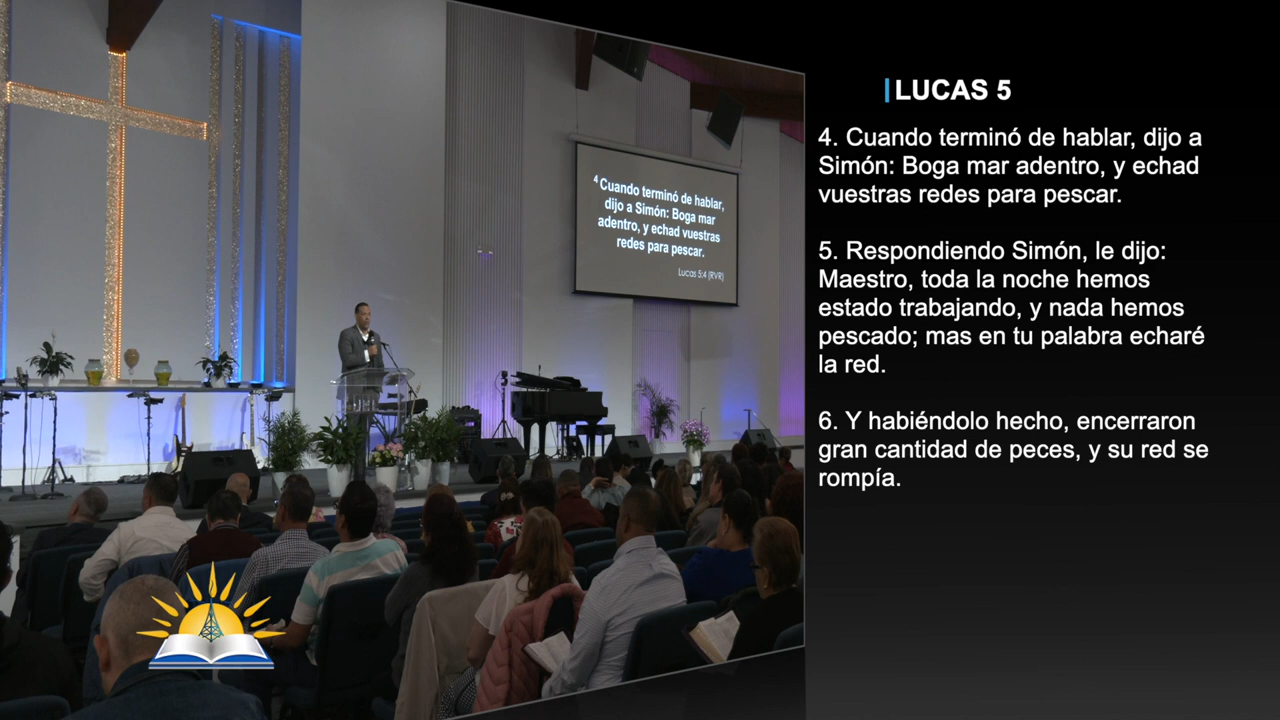 ⁴ Cuando terminó de hablar,
dijo a Simón: Boga mar
adentro, y echad vuestras
redes para pescar.
Lucas 5:4 (RVR)
LUCAS 5
4. Cuando terminó de hablar, dijo a
Simón: Boga mar adentro, y echad
vuestras redes para pescar.
5. Respondiendo Simón, le dijo:
Maestro, toda la noche hemos
estado trabajando, y nada hemos
pescado; mas en tu palabra echaré
la red.
6. Y habiéndolo hecho, encerraron
gran cantidad de peces, y su red se
rompía.